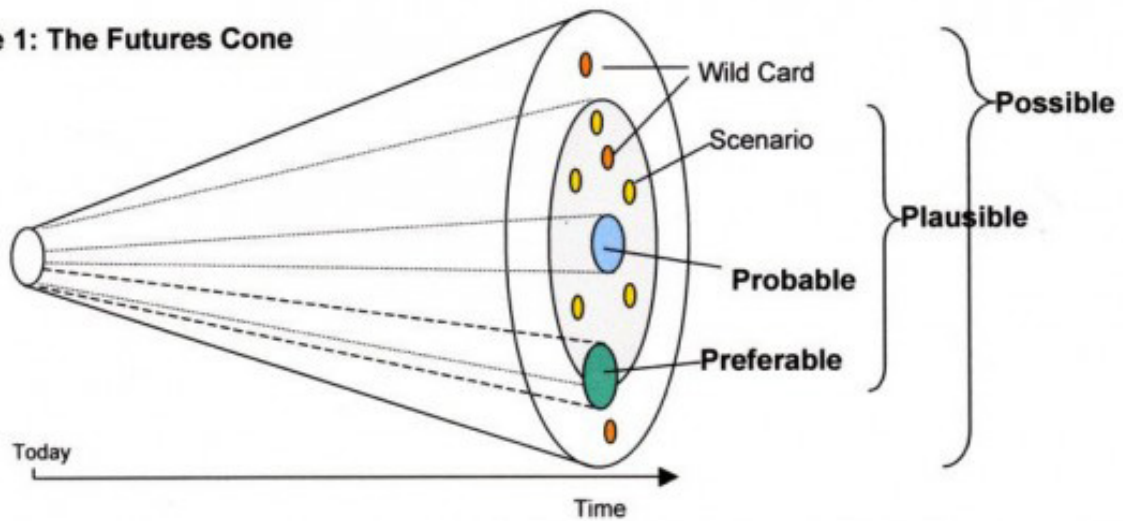 1: The Futures Cone
Wild Card
Possible
Scenario
Plausible
Probable
Preferable
Today
Time